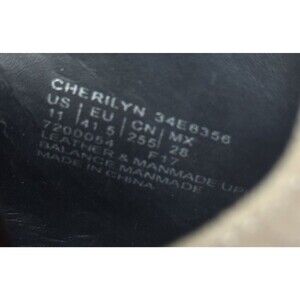 CHERILYN 34E6356
US | EU | CN | MX
11 | 41.5 | 255 | 28
7200064 F17
LEATHER & MANMADE UPPER
BALANCE MANMADE
MADE IN CHINA